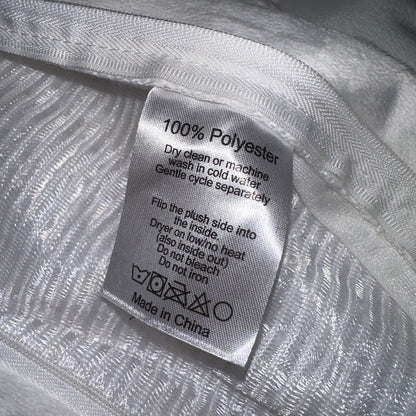 100% Polyester
Dry clean or machine
wash in cold water
Gentle cycle separately
Flip the plush side into
the inside.
Dryer on low/no heat
(also inside out)
Do not bleach
Do not iron
Made in China